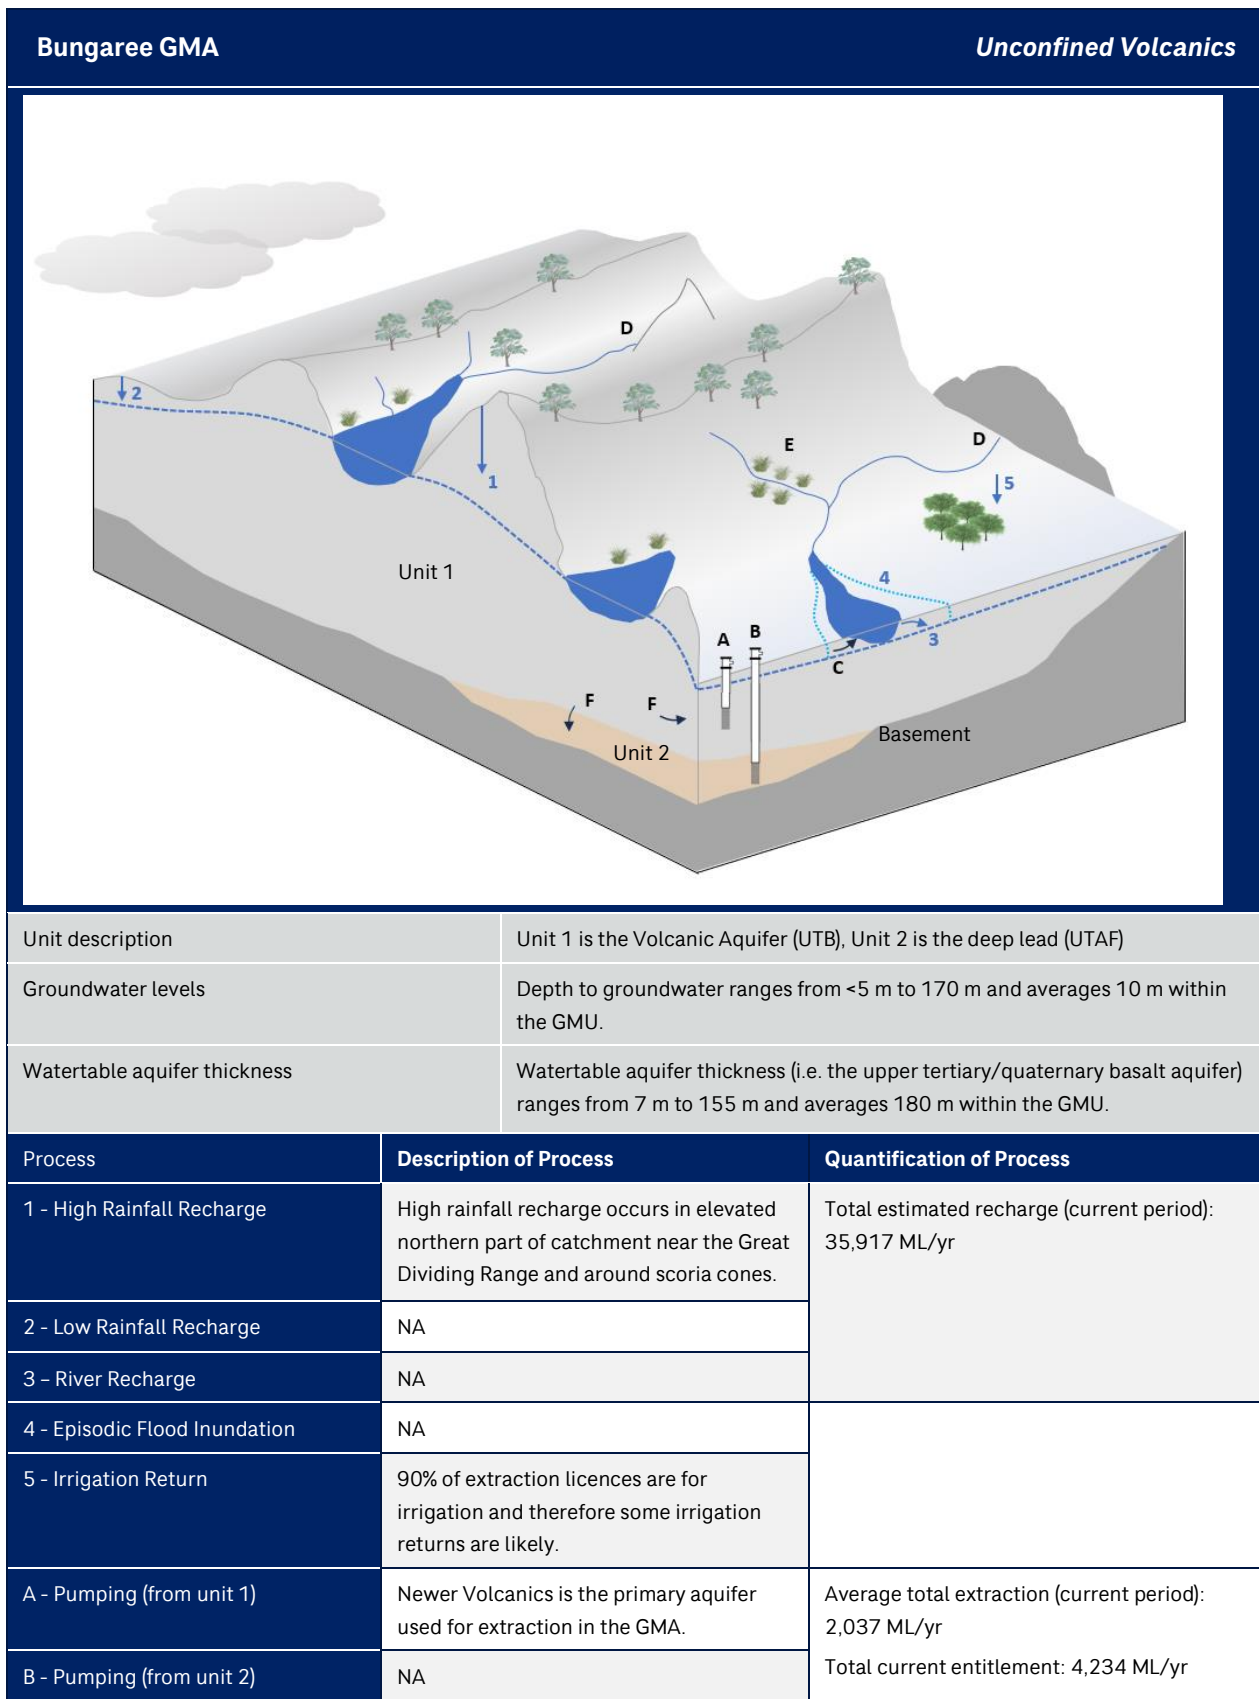 Bungaree GMA
Unconfined Volcanics
D
2
1
E
D
5
Unit 1
4
A
B
3
C
F
F
Unit 2
Basement
Unit description
Unit 1 is the Volcanic Aquifer (UTB), Unit 2 is the deep lead (UTAF)
Groundwater levels
Depth to groundwater ranges from <5 m to 170 m and averages 10 m within
the GMU.
Watertable aquifer thickness
Watertable aquifer thickness (i.e. the upper tertiary/quaternary basalt aquifer)
ranges from 7 m to 155 m and averages 180 m within the GMU.
Process
Description of Process
Quantification of Process
1 - High Rainfall Recharge
High rainfall recharge occurs in elevated
northern part of catchment near the Great
Dividing Range and around scoria cones.
Total estimated recharge (current period):
35,917 ML/yr
2 - Low Rainfall Recharge
NA
3 – River Recharge
NA
4 - Episodic Flood Inundation
NA
5 - Irrigation Return
90% of extraction licences are for
irrigation and therefore some irrigation
returns are likely.
A - Pumping (from unit 1)
Newer Volcanics is the primary aquifer
used for extraction in the GMA.
Average total extraction (current period):
2,037 ML/yr
Total current entitlement: 4,234 ML/yr
B - Pumping (from unit 2)
NA